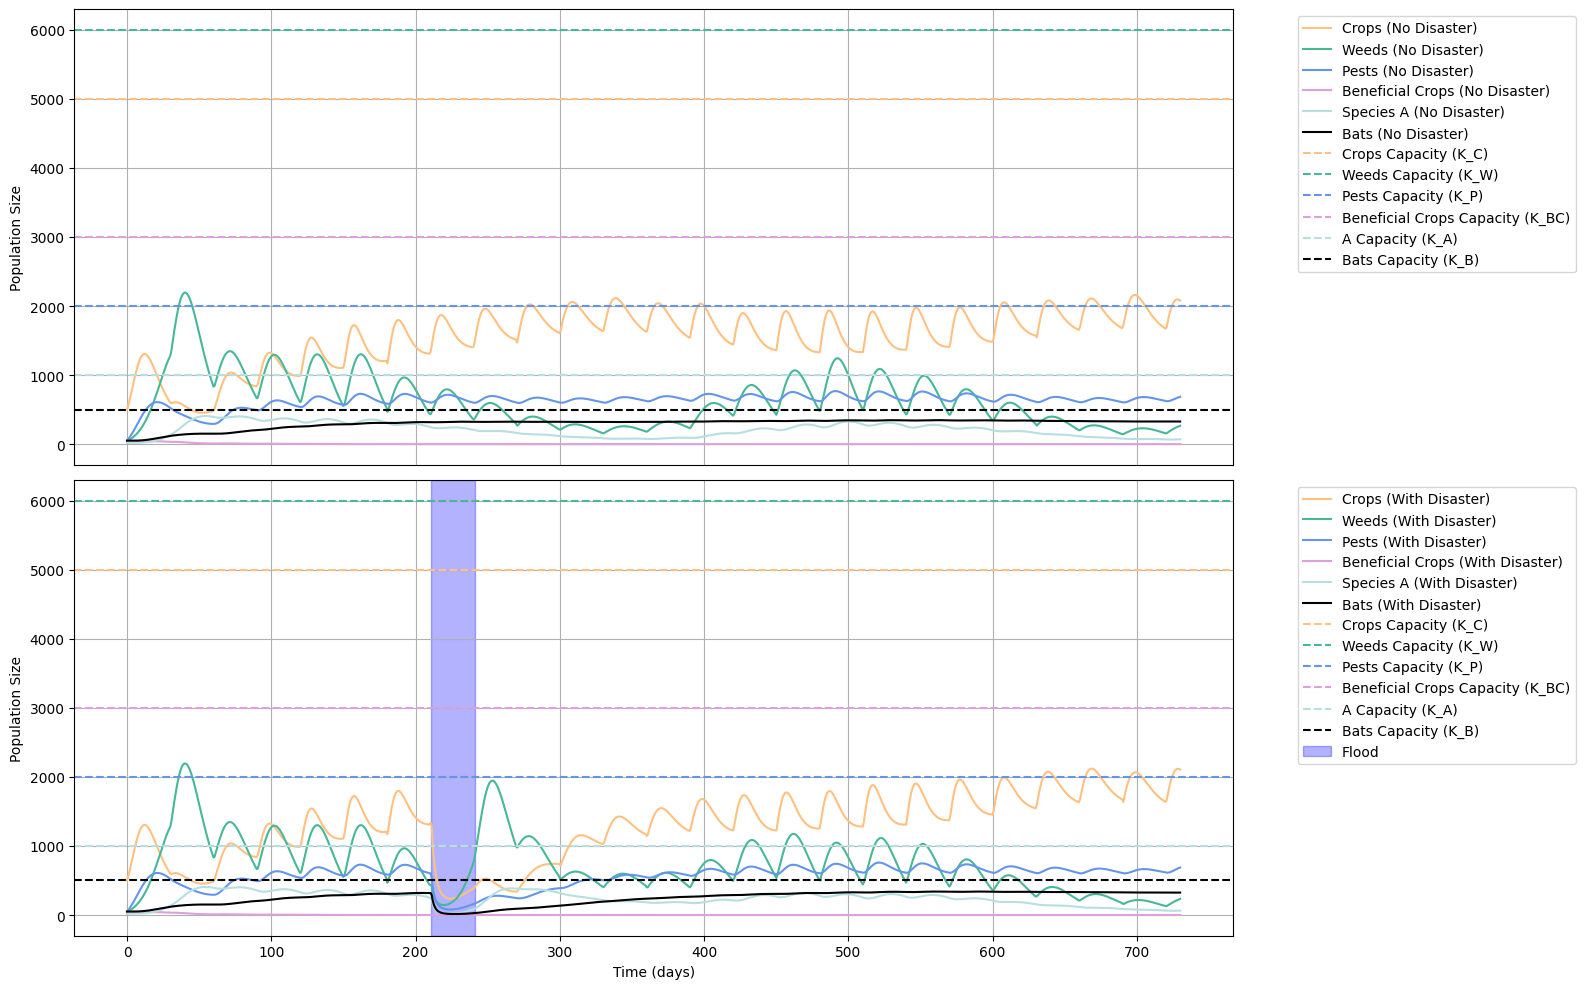 6000
5000
4000
3000
2000
1000
0
Population Size
Crops (No Disaster)
Weeds (No Disaster)
Pests (No Disaster)
Beneficial Crops (No Disaster)
Species A (No Disaster)
Bats (No Disaster)
Crops Capacity (K_C)
Weeds Capacity (K_W)
Pests Capacity (K_P)
Beneficial Crops Capacity (K_BC)
A Capacity (K_A)
Bats Capacity (K_B)
6000
5000
4000
3000
2000
1000
0
Population Size
0 100 200 300 400 500 600 700
Time (days)
Crops (With Disaster)
Weeds (With Disaster)
Pests (With Disaster)
Beneficial Crops (With Disaster)
Species A (With Disaster)
Bats (With Disaster)
Crops Capacity (K_C)
Weeds Capacity (K_W)
Pests Capacity (K_P)
Beneficial Crops Capacity (K_BC)
A Capacity (K_A)
Bats Capacity (K_B)
Flood